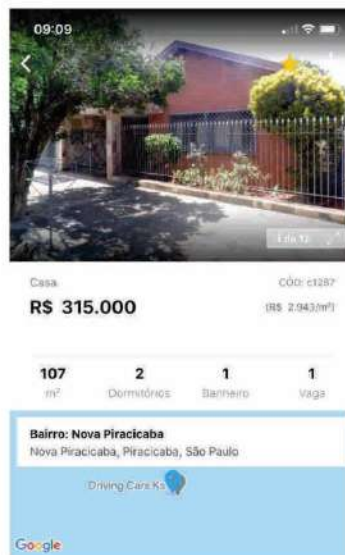 09:09
1 de 12
Casa
CÓD: c1287
R$ 315.000
(R$ 2.943/m²)
107
2
1
1
m²
Dormitórios
Banheiro
Vaga
Bairro: Nova Piracicaba
Nova Piracicaba, Piracicaba, São Paulo
Driving Cars Ks
Google